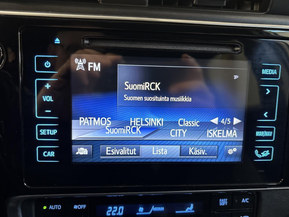 FM
P
SuomiRCK
Suomen suosituinta musiikkia
MEDIA
+
VOL
-
PATMOS HELSINKI Classic 4/5
SuomiRCK CITY ISKELMÄ
SETUP
CAR
Esivalitut Lista Käsiv.
AUTO OFF 22.0 A/C